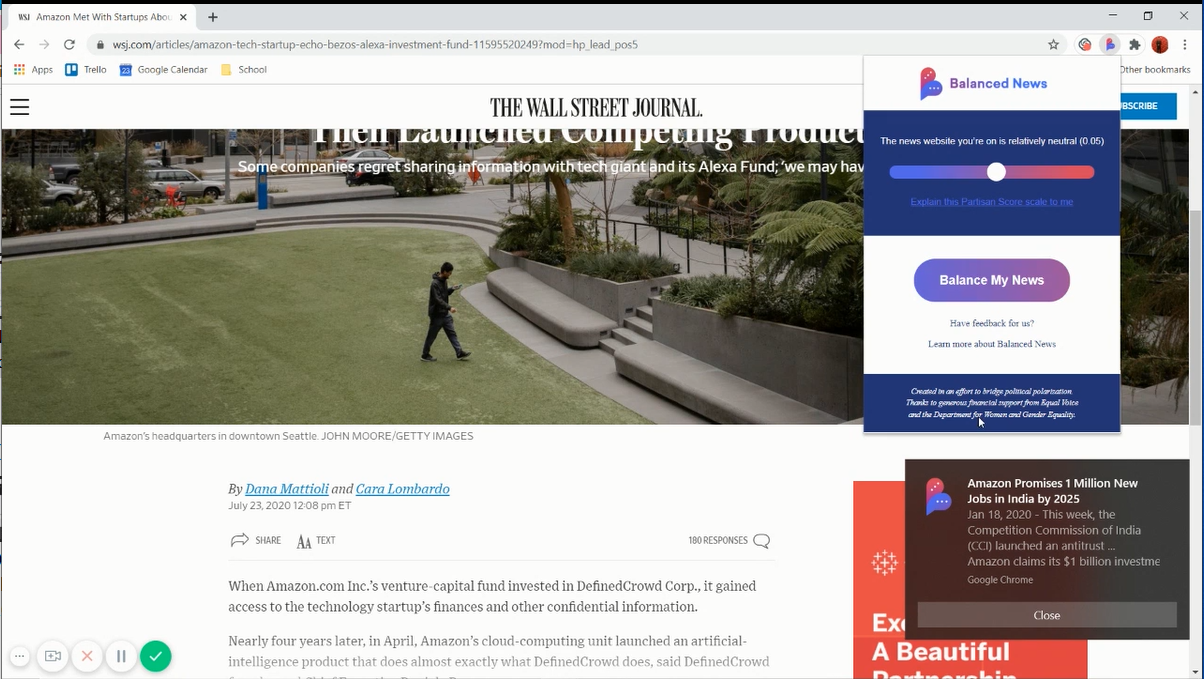 WSJ Amazon Met With Startups Abou
wsj.com/articles/amazon-tech-startup-echo-bezos-alexa-investment-fund-11595520249?mod=hp_lead_pos5
Apps
Trello
23
Google Calendar
School
Other bookmarks
THE WALL STREET JOURNAL.
BSCRIBE
Then Launched Competing Product
Some companies regret sharing information with tech giant and its Alexa Fund; 'we may hav
Balanced News
The news website you're on is relatively neutral (0.05)
Explain this Partisan Score scale to me
Balance My News
Have feedback for us?
Learn more about Balanced News
Created in an effort to bridge political polarization.
Thanks to generous financial support from Equal Voice
and the Department for Women and Gender Equality.
Amazon's headquarters in downtown Seattle. JOHN MOORE/GETTY IMAGES
By Dana Mattioli and Cara Lombardo
July 23, 2020 12:08 pm ET
SHARE
AA TEXT
180 RESPONSES
When Amazon.com Inc.'s venture-capital fund invested in DefinedCrowd Corp., it gained
access to the technology startup's finances and other confidential information.
Nearly four years later, in April, Amazon's cloud-computing unit launched an artificial-
intelligence product that does almost exactly what DefinedCrowd does, said DefinedCrowd
Amazon Promises 1 Million New
Jobs in India by 2025
Jan 18, 2020 - This week, the
Competition Commission of India
(CCI) launched an antitrust ...
Amazon claims its $1 billion investme
Google Chrome
Close
Exc
A Beautiful
Partnership